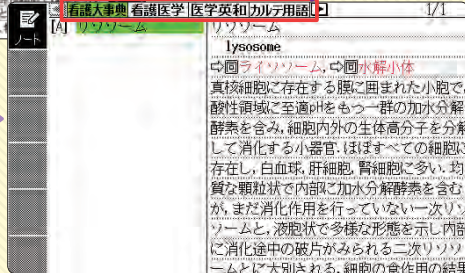 看護大事典 看護医学 医学英和 カルテ用語 1/1
ノート
[A] リソソーム リソソーム
lysosome
⇨同ライソソーム,⇨同水解小体
真核細胞に存在する膜に囲まれた小胞で,
酸性領域に至適pHをもつ一群の加水分解
酵素を含み,細胞内外の生体高分子を分解
して消化する小器官.ほぼすべての細胞に
存在し,白血球,肝細胞,腎細胞に多い.均
質な顆粒状で内部に加水分解酵素を含む
が,まだ消化作用を行っていない一次リソ
ソームと,液胞状で多様な形態を示し内部
に消化途中の破片がみられる二次リソソ
ームとに大別される.細胞の食作用の結果